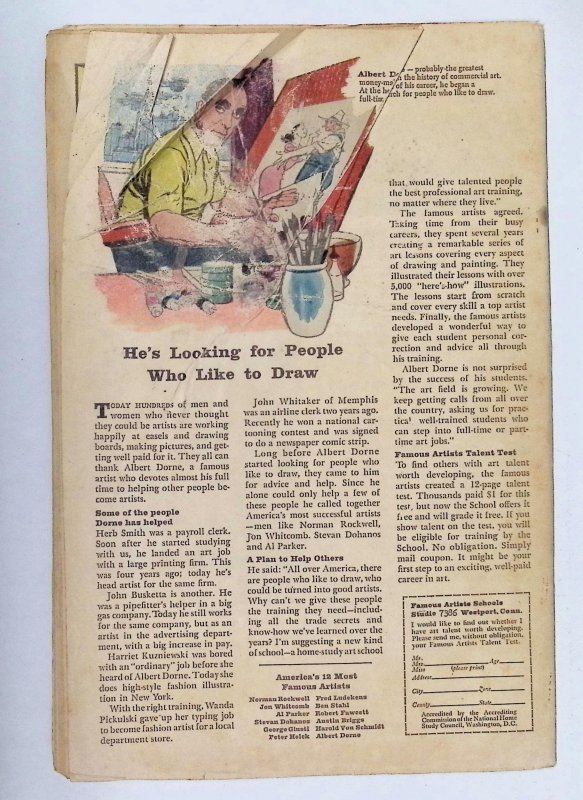 Albert D — probably the greatest
money-ma n the history of commercial art.
At the he of his career, he began a
full-tim rch for people who like to draw.
He's Looking for People
Who Like to Draw
TODAY HUNDREDS of men and
women who never thought
they could be artists are working
happily at easels and drawing
boards, making pictures, and get-
ting well paid for it. They all can
thank Albert Dorne, a famous
artist who devotes almost his full
time to helping other people be-
come artists.
Some of the people
Dorne has helped
Herb Smith was a payroll clerk.
Soon after he started studying
with us, he landed an art job
with a large printing firm. This
was four years ago; today he's
head artist for the same firm.
John Busketta is another. He
was a pipefitter's helper in a big
gas company. Today he still works
for the same company, but as an
artist in the advertising depart-
ment, with a big increase in pay.
Harriet Kuzniewski was bored
with an "ordinary" job before she
heard of Albert Dorne. Today she
does high-style fashion illustra-
tion in New York.
With the right training, Wanda
Pickulski gave up her typing job
to become fashion artist for a local
department store.
John Whitaker of Memphis
was an airline clerk two years ago.
Recently he won a national car-
tooning contest and was signed
to do a newspaper comic strip.
Long before Albert Dorne
started looking for people who
like to draw, they came to him
for advice and help. Since he
alone could only help a few of
these people he called together
America's most successful artists
—men like Norman Rockwell,
Jon Whitcomb, Stevan Dohanos
and Al Parker.
A Plan to Help Others
He said: "All over America, there
are people who like to draw, who
could be turned into good artists.
Why can't we give these people
the training they need—includ-
ing all the trade secrets and
know-how we've learned over the
years? I'm suggesting a new kind
of school—a home-study art school
America's 12 Most
Famous Artists
Norman Rockwell Fred Ludekens
Jon Whitcomb Ben Stahl
Al Parker Robert Fawcett
Stevan Dohanos Austin Briggs
George Giusti Harold Von Schmidt
Peter Helck Albert Dorne
that would give talented people
the best professional art training,
no matter where they live."
The famous artists agreed.
Taking time from their busy
careers, they spent several years
creating a remarkable series of
art lessons covering every aspect
of drawing and painting. They
illustrated their lessons with over
5,000 "here's-how" illustrations.
The lessons start from scratch
and cover every skill a top artist
needs. Finally, the famous artists
developed a wonderful way to
give each student personal cor-
rection and advice all through
his training.
Albert Dorne is not surprised
by the success of his students.
"The art field is growing. We
keep getting calls from all over
the country, asking us for prac-
tical well-trained students who
can step into full-time or part-
time art jobs."
Famous Artists Talent Test
To find others with art talent
worth developing, the famous
artists created a 12-page talent
test. Thousands paid $1 for this
test, but now the School offers it
free and will grade it. If you
show talent on the test, you will
be eligible for training by the
School. No obligation. Simply
mail coupon. It might be your
first step to an exciting, well-paid
career in art.
Famous Artists Schools
Studio 7386 Westport, Conn.
I would like to find out whether I
have art talent worth developing.
Please send me, without obligation,
your Famous Artists Talent Test.
Mr.
Mrs. Age
Miss (please print)
Address
City Zone
County State
Accredited by the Accrediting
Commission of the National Home
Study Council, Washington, D.C.